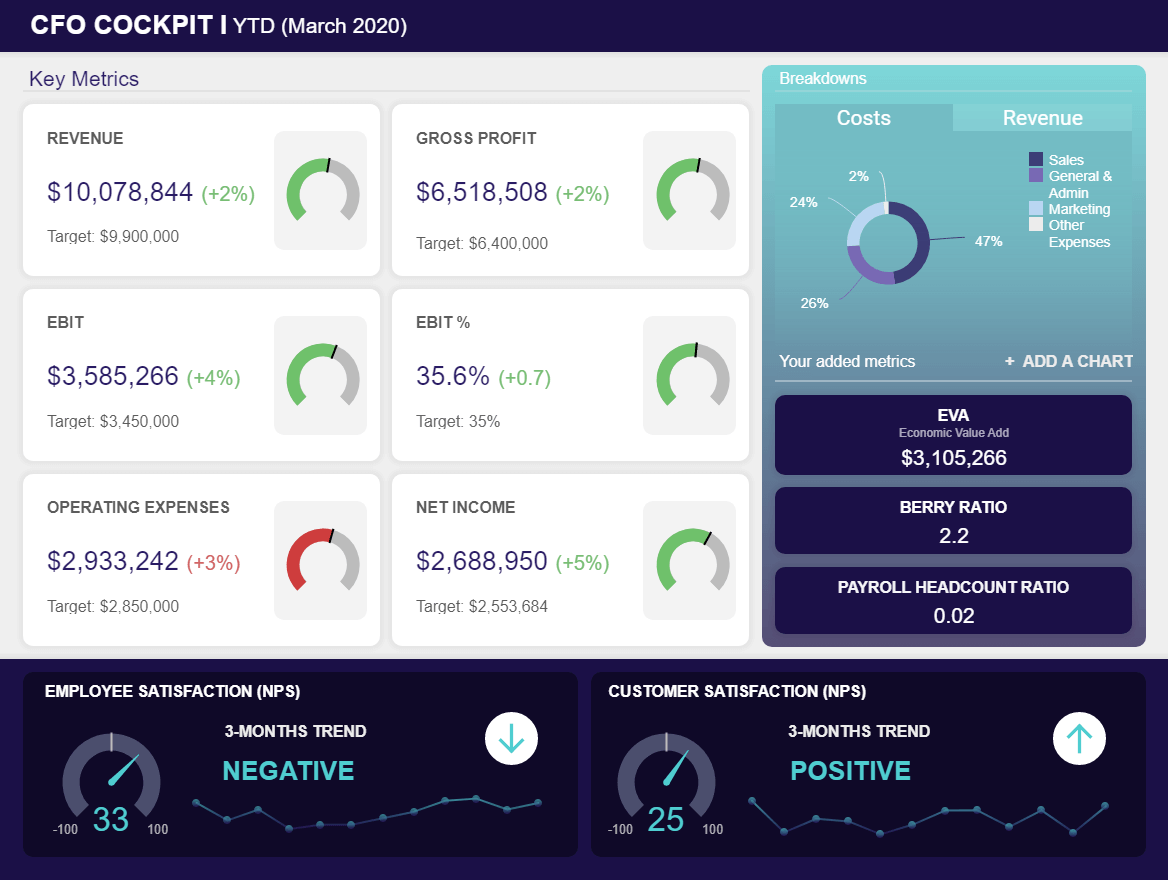 CFO COCKPIT I YTD (March 2020)
Key Metrics
REVENUE
$10,078,844 (+2%)
Target: $9,900,000
GROSS PROFIT
$6,518,508 (+2%)
Target: $6,400,000
EBIT
$3,585,266 (+4%)
Target: $3,450,000
EBIT %
35.6% (+0.7)
Target: 35%
OPERATING EXPENSES
$2,933,242 (+3%)
Target: $2,850,000
NET INCOME
$2,688,950 (+5%)
Target: $2,553,684
Breakdowns
Costs
Revenue
2%
24%
47%
26%
Sales
General &
Admin
Marketing
Other
Expenses
Your added metrics
+ ADD A CHART
EVA
Economic Value Add
$3,105,266
BERRY RATIO
2.2
PAYROLL HEADCOUNT RATIO
0.02
EMPLOYEE SATISFACTION (NPS)
3-MONTHS TREND
NEGATIVE
33
-100
100
CUSTOMER SATISFACTION (NPS)
3-MONTHS TREND
POSITIVE
25
-100
100